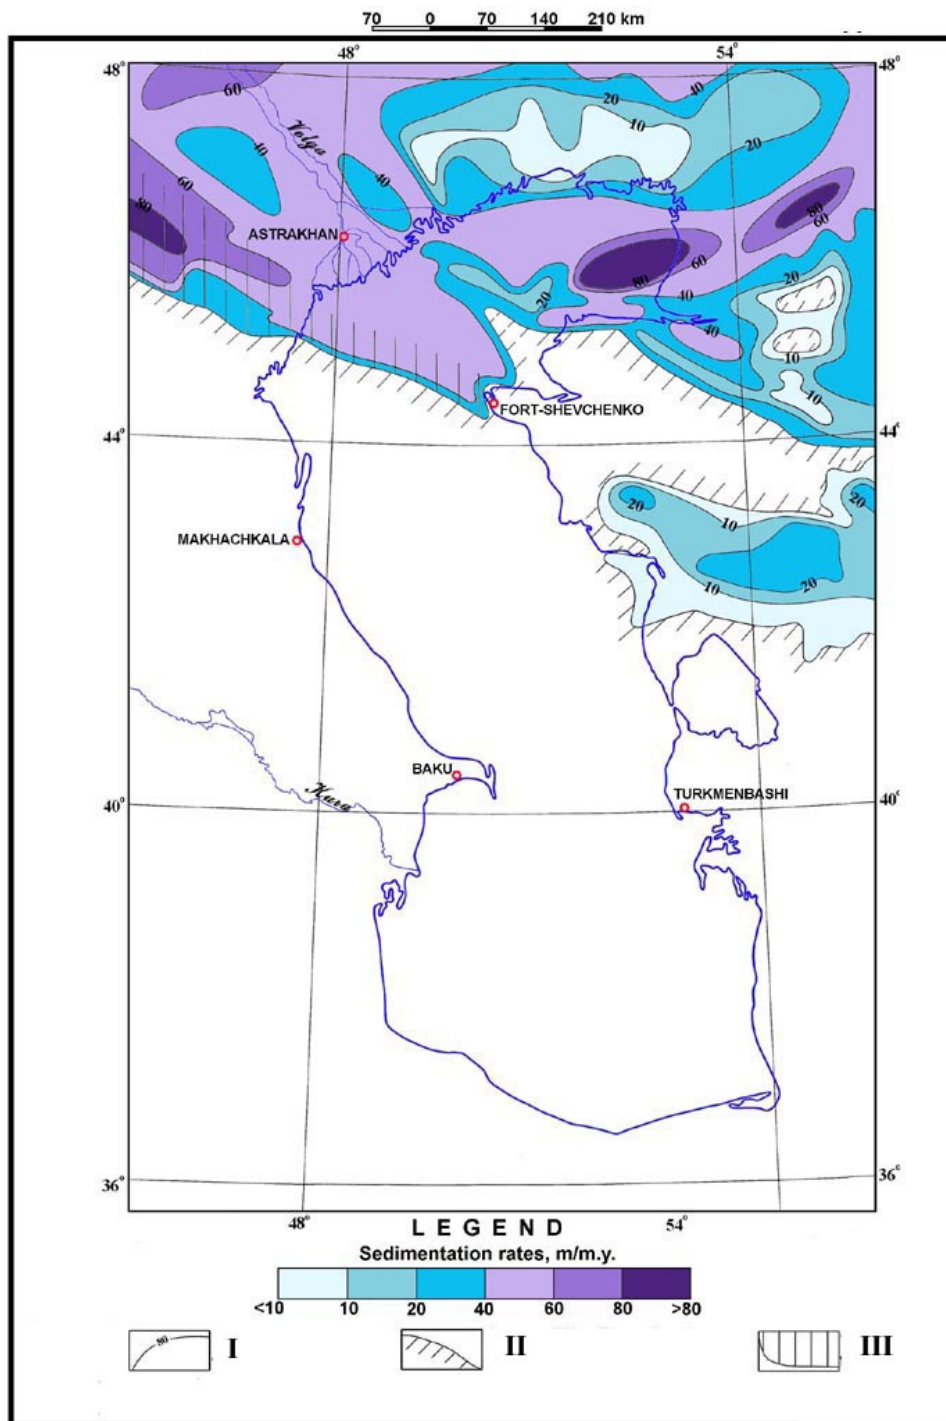 70 0 70 140 210 km
48° 54°
48° 48°
60 40 20 10 20
Volga
40 40
60
80 80
60
ASTRAKHAN
60 80 20
20 40
40
10
10
FORT-SHEVCHENKO
44° 44°
20 10
MAKHACHKALA
10 20
BAKU
Kura
TURKMENBASHI
40° 40°
36° 36°
48° 54°
LEGEND
Sedimentation rates, m/m.y.
<10 10 20 40 60 80 >80
80 I II III